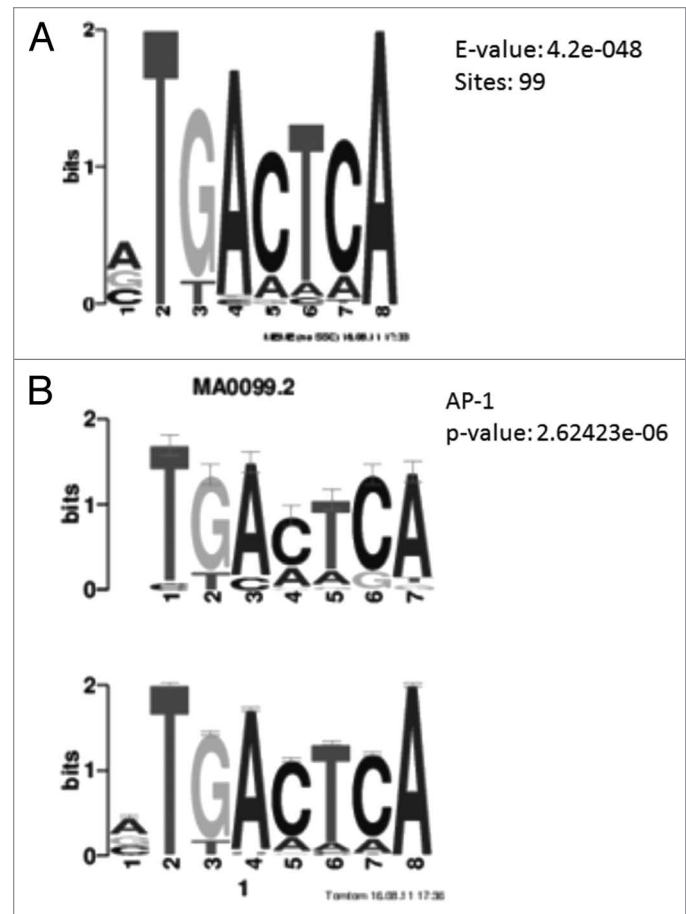 A
2
1
0
bits
E-value: 4.2e-048
Sites: 99
A T G A C T C A
G T A A A
C C
1 2 3 4 5 6 7 8
B
MA0099.2
AP-1
p-value: 2.62423e-06
2
1
0
bits
T G A C T C A
T C A A G
1 2 3 4 5 6 7
2
1
0
bits
A T G A C T C A
G T A A A
C
1 2 3 4 5 6 7 8
1
Tomtom 16.08.11 17:36